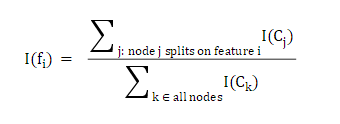 I(fᵢ) = ∑ j: node j splits on feature i I(Cⱼ)
∑ k ∈ all nodes I(Cₖ)